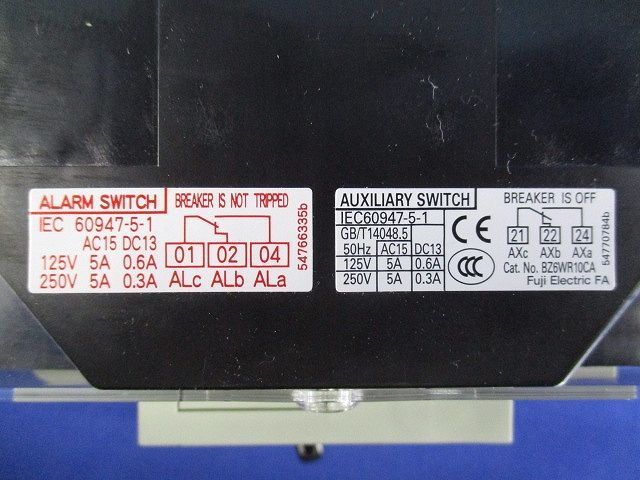 ALARM SWITCH
BREAKER IS NOT TRIPPED
IEC 60947-5-1
AC15 DC13
125V 5A 0.6A
250V 5A 0.3A
01 02 04
ALc ALb ALa
54766335b
AUXILIARY SWITCH
IEC60947-5-1
GB/T14048.5
50Hz AC15 DC13
125V 5A 0.6A
250V 5A 0.3A
CE
CCC
BREAKER IS OFF
21 22 24
AXc AXb AXa
Cat. No. BZ6WR10CA
Fuji Electric FA
54770784b